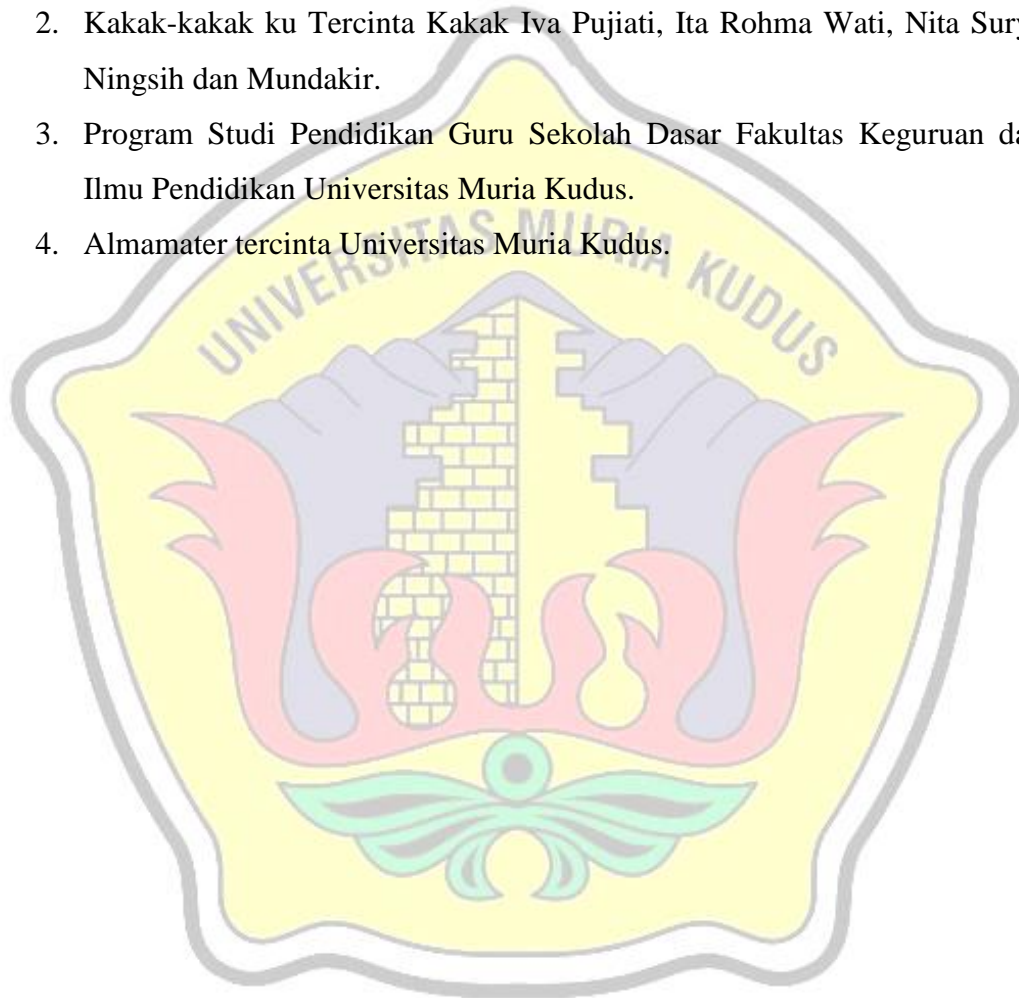 2. Kakak-kakak ku Tercinta Kakak Iva Pujiati, Ita Rohma Wati, Nita
Ningsih dan Mundakir.
3. Program Studi Pendidikan Guru Sekolah Dasar Fakultas Keguruan
Ilmu Pendidikan Universitas Muria Kudus.
4. Almamater tercinta Universitas Muria Kudus.
UNIVERSITAS MURIA KUDUS